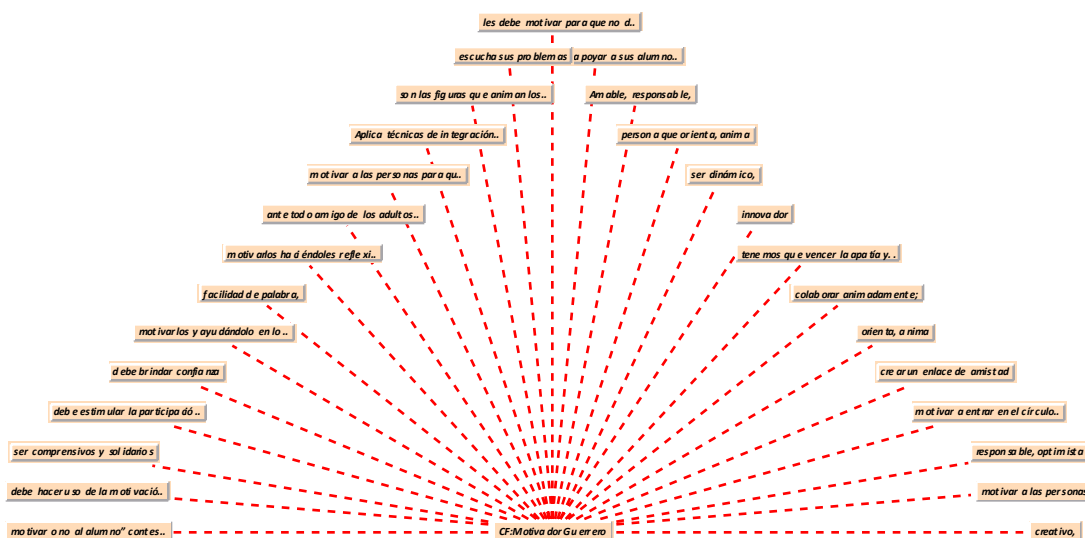 les debe motivar para que no d..
escucha sus problemas
apoyar a sus alumno..
son las figuras que animan los..
Amable, responsable,
Aplica técnicas de integración..
persona que orienta, anima
motivar a las personas para qu..
ser dinámico,
ante todo amigo de los adultos..
innovador
motivarlos haciéndoles reflexi..
tenemos que vencer la apatía y..
facilidad de palabra,
colaborar animadamente;
motivarlos y ayudándolo en lo ..
orienta, anima
debe brindar confianza
crear un enlace de amistad
debe estimular la participació..
motivar a entrar en el círculo..
ser comprensivos y solidarios
responsable, optimista
debe hacer uso de la motivació..
motivar a las personas
motivar o no al alumno” contes..
CF:Motivador Guerrero
creativo,